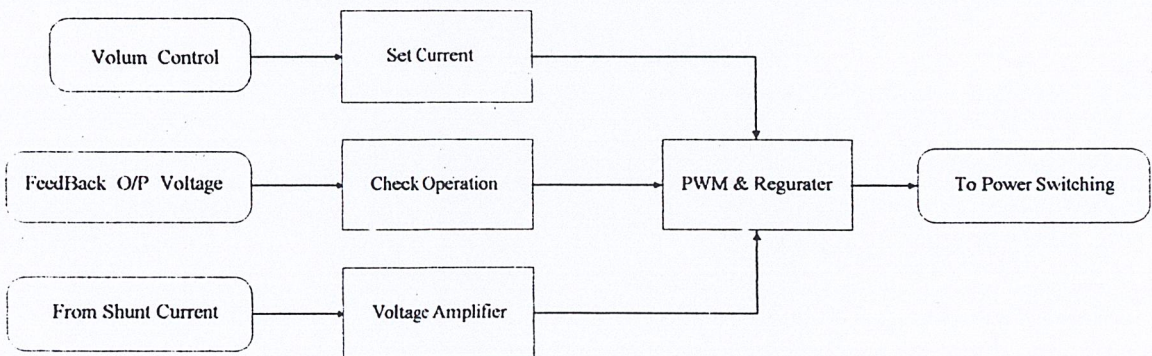 Volum Control
Set Current
FeedBack O/P Voltage
Check Operation
PWM & Regurater
To Power Switching
From Shunt Current
Voltage Amplifier